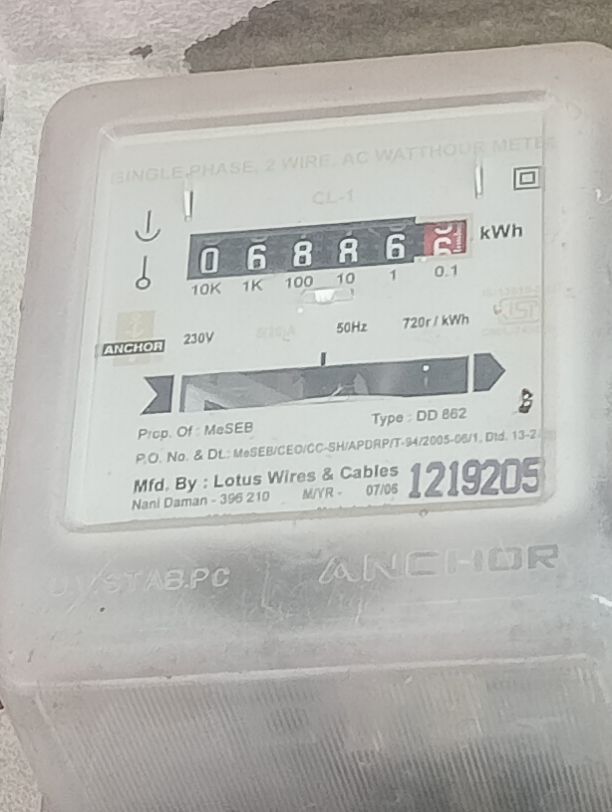 SINGLE PHASE, 2 WIRE, AC WATTHOUR METER
CL-1
0 6 8 8 6 kWh
10K 1K 100 10 1 0.1
ANCHOR 230V 50Hz 720r / kWh
Prop. Of : MeSEB Type : DD 862
P.O. No. & Dt.: MeSEB/CEO/CC-SH/APDRP/T-94/2005-06/1, Dtd. 13-2
Mfd. By : Lotus Wires & Cables 1219205
Nani Daman - 396 210 M/YR - 07/06
ANCHOR